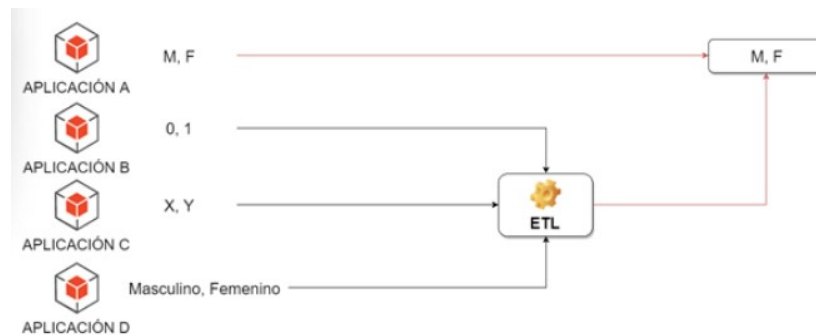 M, F
M, F
APLICACIÓN A
0, 1
APLICACIÓN B
X, Y
ETL
APLICACIÓN C
Masculino, Femenino
APLICACIÓN D